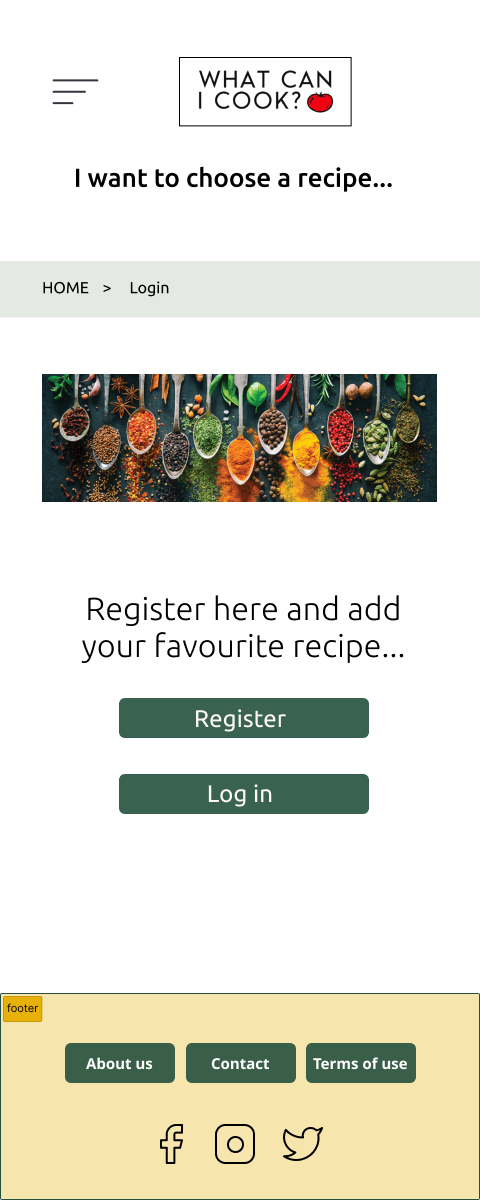 WHAT CAN
I COOK?
I want to choose a recipe...
HOME > Login
Register here and add
your favourite recipe...
Register
Log in
footer
About us Contact Terms of use